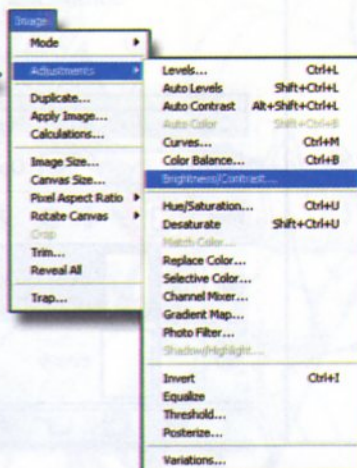 Image
Mode
Adjustments
Duplicate...
Apply Image...
Calculations...
Image Size...
Canvas Size...
Pixel Aspect Ratio
Rotate Canvas
Crop
Trim...
Reveal All
Trap...
Levels... Ctrl+L
Auto Levels Shift+Ctrl+L
Auto Contrast Alt+Shift+Ctrl+L
Auto Color Shift+Ctrl+B
Curves... Ctrl+M
Color Balance... Ctrl+B
Brightness/Contrast...
Hue/Saturation... Ctrl+U
Desaturate Shift+Ctrl+U
Match Color...
Replace Color...
Selective Color...
Channel Mixer...
Gradient Map...
Photo Filter...
Shadow/Highlight...
Invert Ctrl+I
Equalize
Threshold...
Posterize...
Variations...